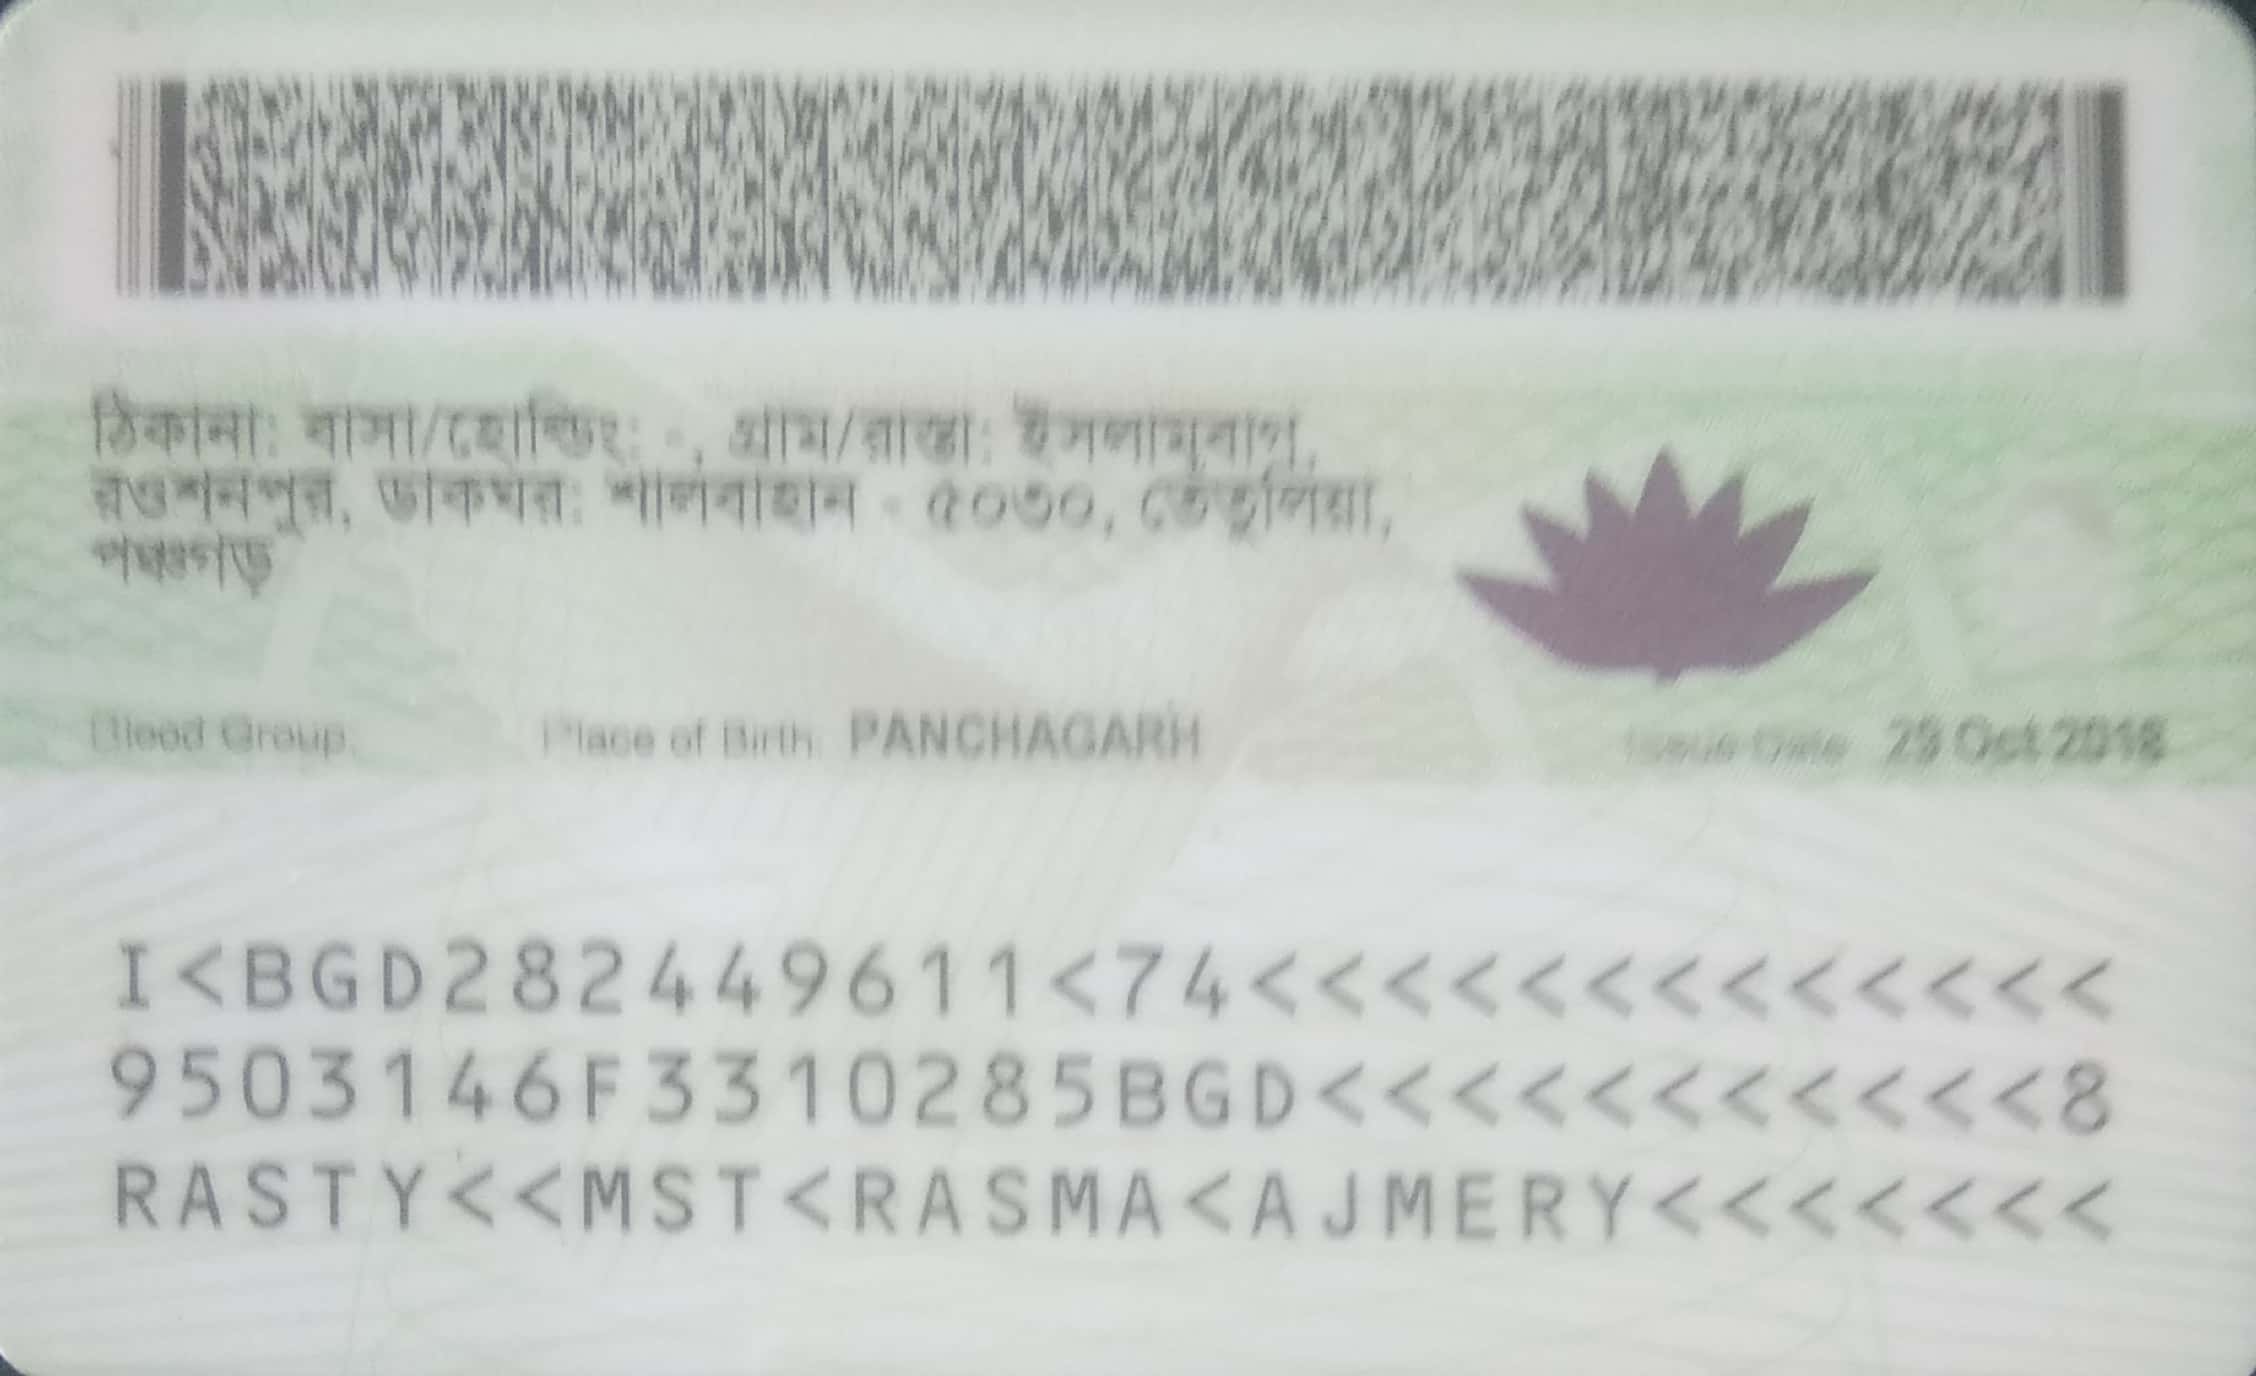 ঠিকানা: বাসা/হোল্ডিং: -, গ্রাম/রাস্তা: ইসলামবাগ,
রওশনপুর, ডাকঘর: শালবাহান - ৫০৩০, তেঁতুলিয়া,
পঞ্চগড়
Blood Group: Place of Birth: PANCHAGARH Issue Date: Oct 2018
I<BGD282449611<74<<<<<<<<<<<<<
9503146F3310285BGD<<<<<<<<<<<8
RASTY<<MST<RASMA<AJMERY<<<<<<<